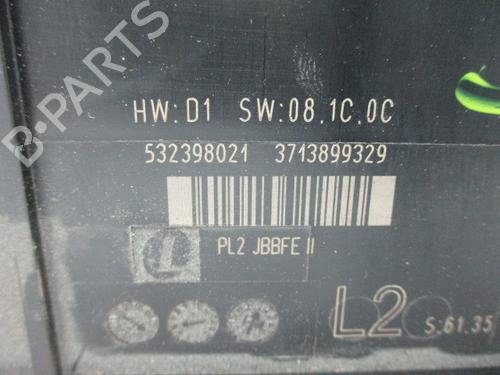 B-PARTS
HW: D1 SW:08.1C.0C
532398021 3713899329
L PL2 JBBFE II
L2 S:61.35